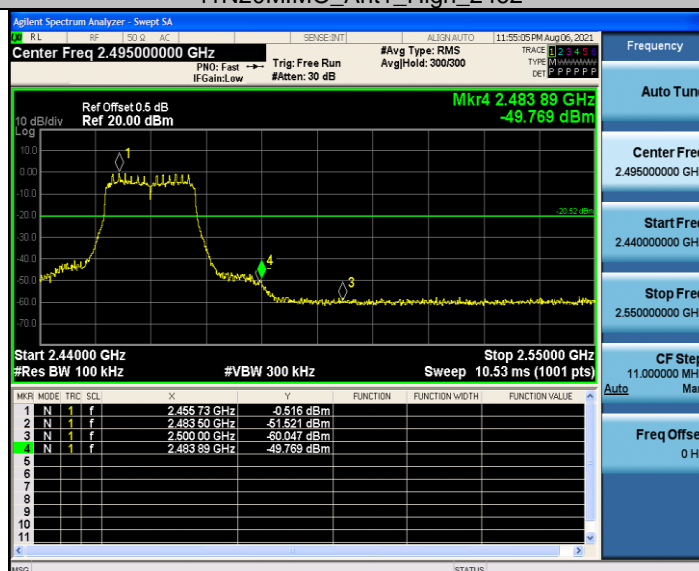 11N20MIMO_Ant1_High_2462
Agilent Spectrum Analyzer - Swept SA
RL RF 50 Ω AC SENSE:INT ALIGN AUTO 11:55:05 PM Aug 06, 2021
Center Freq 2.495000000 GHz
PNO: Fast
IFGain:Low
Trig: Free Run
#Atten: 30 dB
#Avg Type: RMS
Avg|Hold: 300/300
TRACE 1 2 3 4 5 6
TYPE M WWWWW
DET P P P P P P
Frequency
Auto Tune
Center Freq
2.495000000 GHz
Start Freq
2.440000000 GHz
Stop Freq
2.550000000 GHz
CF Step
11.000000 MHz
Auto Man
Freq Offset
0 Hz
10 dB/div
Log
Ref Offset 0.5 dB
Ref 20.00 dBm
Mkr4 2.483 89 GHz
-49.769 dBm
10.0
0.00
-10.0
-20.0
-30.0
-40.0
-50.0
-60.0
-70.0
1
4
3
-20.52 dBm
Start 2.44000 GHz
#Res BW 100 kHz
#VBW 300 kHz
Stop 2.55000 GHz
Sweep 10.53 ms (1001 pts)
MKR MODE TRC SCL X Y FUNCTION FUNCTION WIDTH FUNCTION VALUE
1 N 1 f 2.455 73 GHz -0.516 dBm
2 N 1 f 2.483 50 GHz -51.521 dBm
3 N 1 f 2.500 00 GHz -60.047 dBm
4 N 1 f 2.483 89 GHz -49.769 dBm
5
6
7
8
9
10
11
MSG STATUS